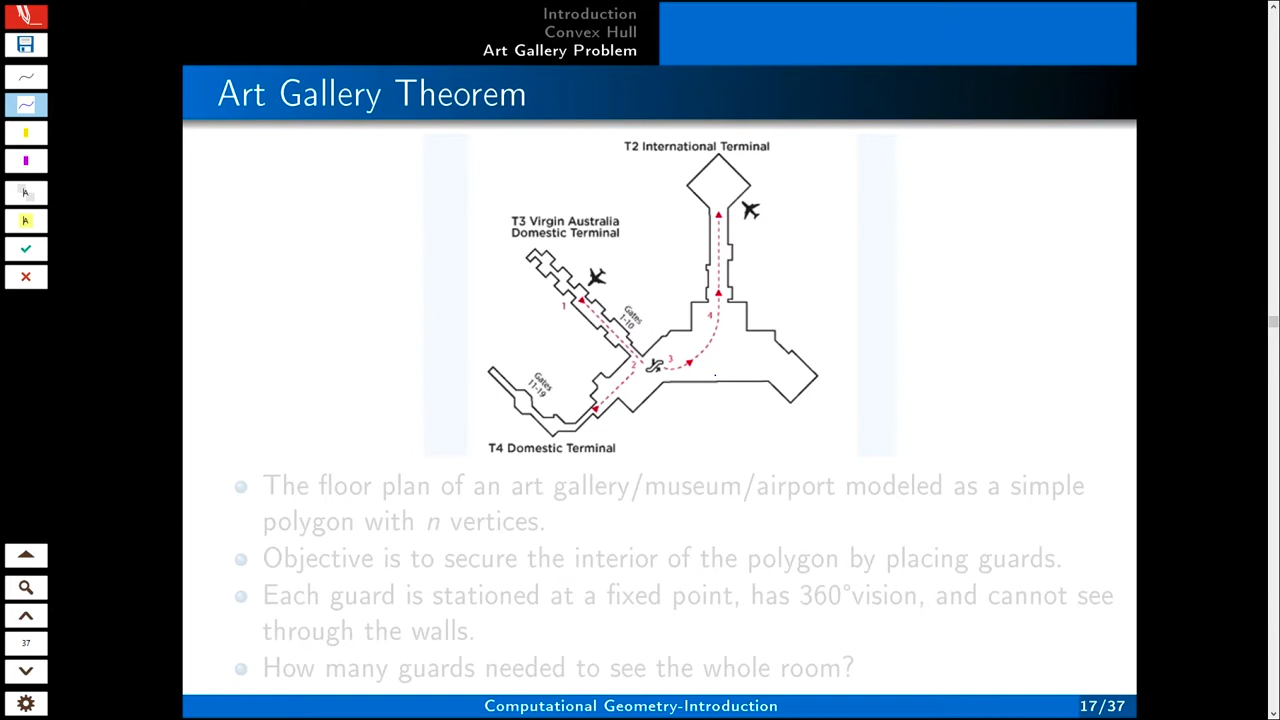 Introduction
Convex Hull
Art Gallery Problem
Art Gallery Theorem
T2 International Terminal
T3 Virgin Australia
Domestic Terminal
1
Gates
1-10
2
3
4
Gates
11-19
T4 Domestic Terminal
The floor plan of an art gallery/museum/airport modeled as a simple
polygon with n vertices.
Objective is to secure the interior of the polygon by placing guards.
Each guard is stationed at a fixed point, has 360°vision, and cannot see
through the walls.
How many guards needed to see the whole room?
37
Computational Geometry-Introduction
17/37